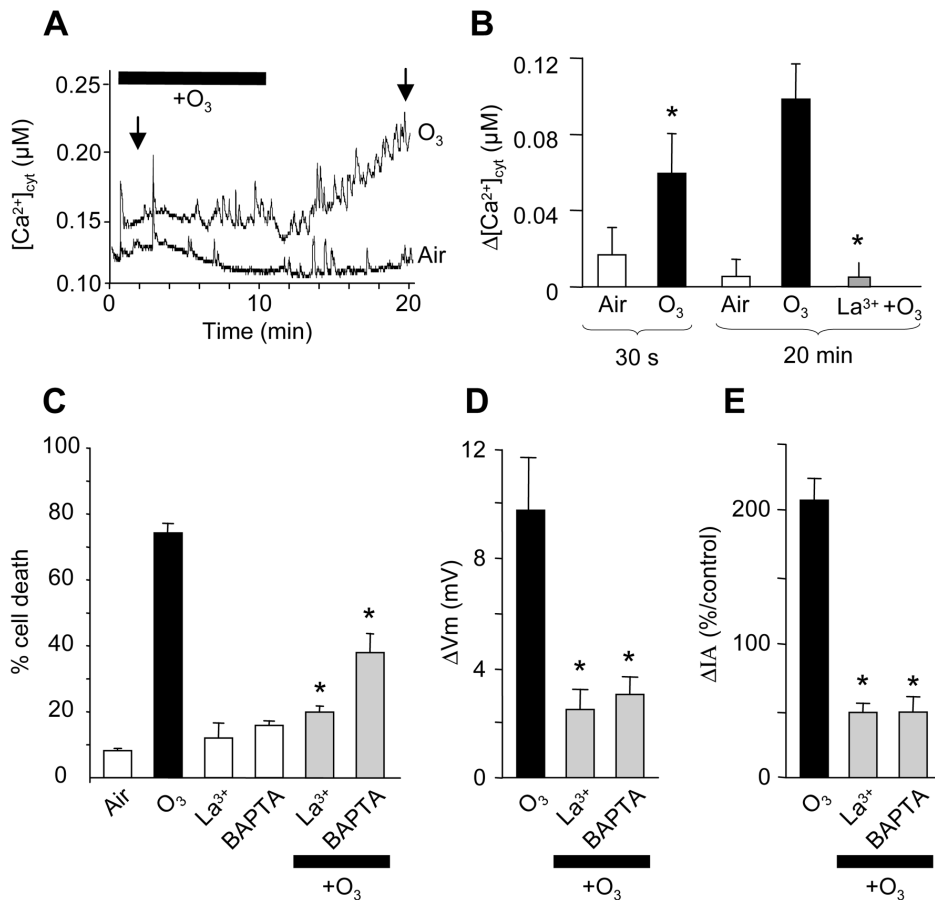 A
[Ca²⁺]cyt (µM)
0.25
0.20
0.15
0.10
+O₃
O₃
Air
0
10
20
Time (min)
B
Δ[Ca²⁺]cyt (µM)
0.12
0.08
0.04
0
*
*
Air
O₃
Air
O₃
La³⁺ +O₃
30 s
20 min
C
% cell death
100
80
60
40
20
0
*
*
Air
O₃
La³⁺
BAPTA
La³⁺
BAPTA
+O₃
D
ΔVm (mV)
12
8
4
0
*
*
O₃
La³⁺
BAPTA
+O₃
E
ΔIA (%/control)
200
100
0
*
*
O₃
La³⁺
BAPTA
+O₃